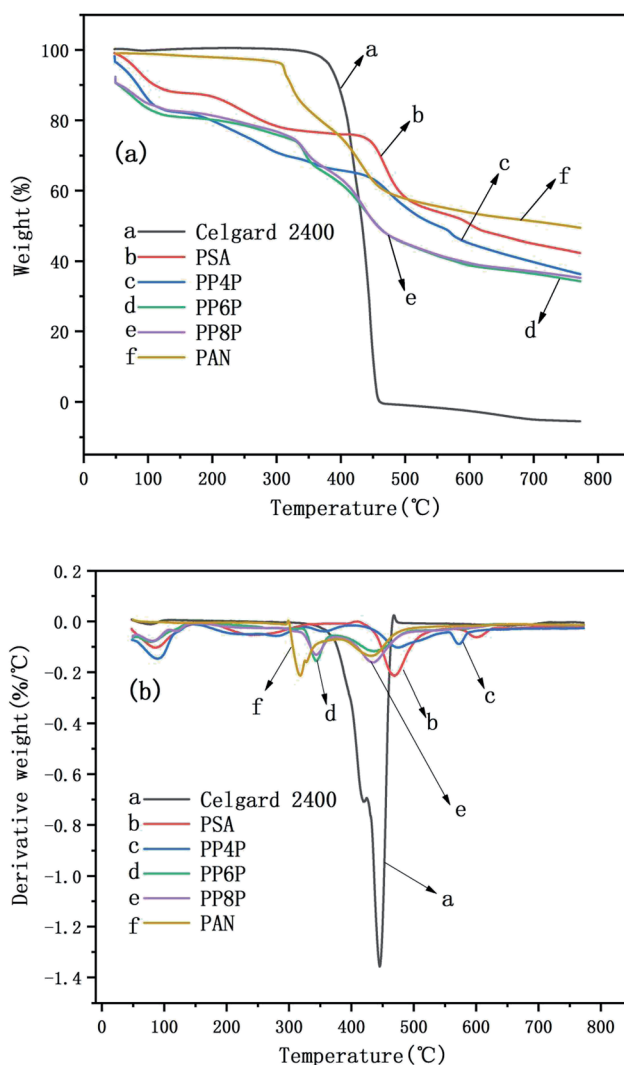 100
80
60
40
20
0
Weight(%)
(a)
a
b
c
f
e
d
a Celgard 2400
b PSA
c PP4P
d PP6P
e PP8P
f PAN
0 100 200 300 400 500 600 700 800
Temperature(℃)
0.2
0.0
-0.2
-0.4
-0.6
-0.8
-1.0
-1.2
-1.4
Derivative weight(%/℃)
(b)
f
d
b
c
e
a
a Celgard 2400
b PSA
c PP4P
d PP6P
e PP8P
f PAN
0 100 200 300 400 500 600 700 800
Temperature(℃)